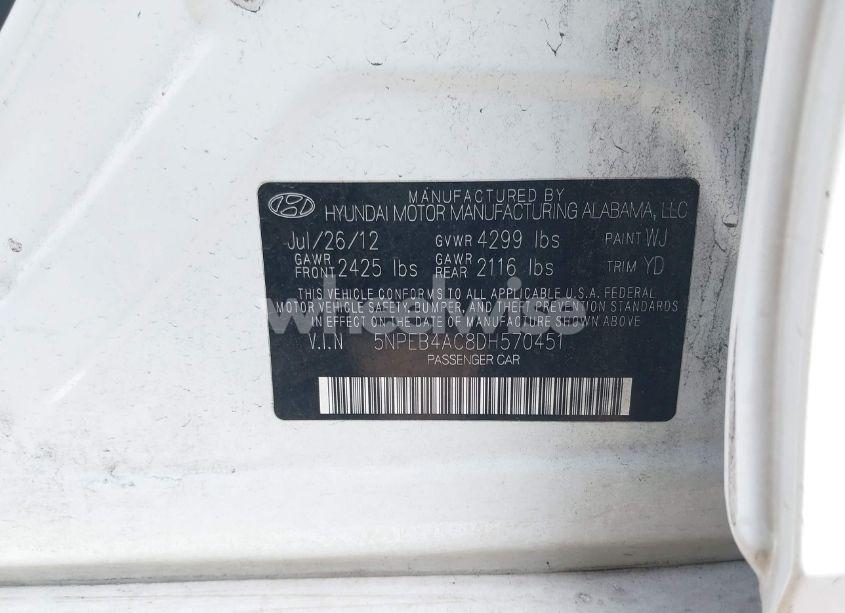 MANUFACTURED BY
HYUNDAI MOTOR MANUFACTURING ALABAMA, LLC
Jul/26/12 GVWR 4299 lbs PAINT WJ
GAWR FRONT 2425 lbs GAWR REAR 2116 lbs TRIM YD
THIS VEHICLE CONFORMS TO ALL APPLICABLE U.S.A. FEDERAL
MOTOR VEHICLE SAFETY, BUMPER, AND THEFT PREVENTION STANDARDS
IN EFFECT ON THE DATE OF MANUFACTURE SHOWN ABOVE
V.I.N 5NPEB4AC8DH570451
PASSENGER CAR
wheelwire